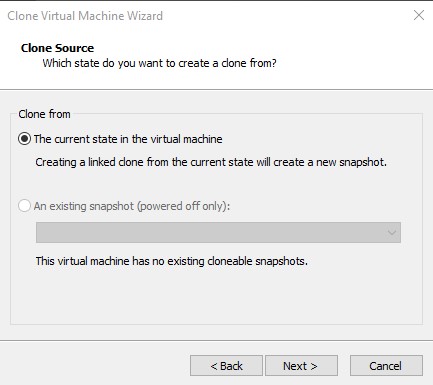 Clone Virtual Machine Wizard
Clone Source
Which state do you want to create a clone from?
Clone from
The current state in the virtual machine
Creating a linked clone from the current state will create a new snapshot.
An existing snapshot (powered off only):
This virtual machine has no existing cloneable snapshots.
< Back
Next >
Cancel